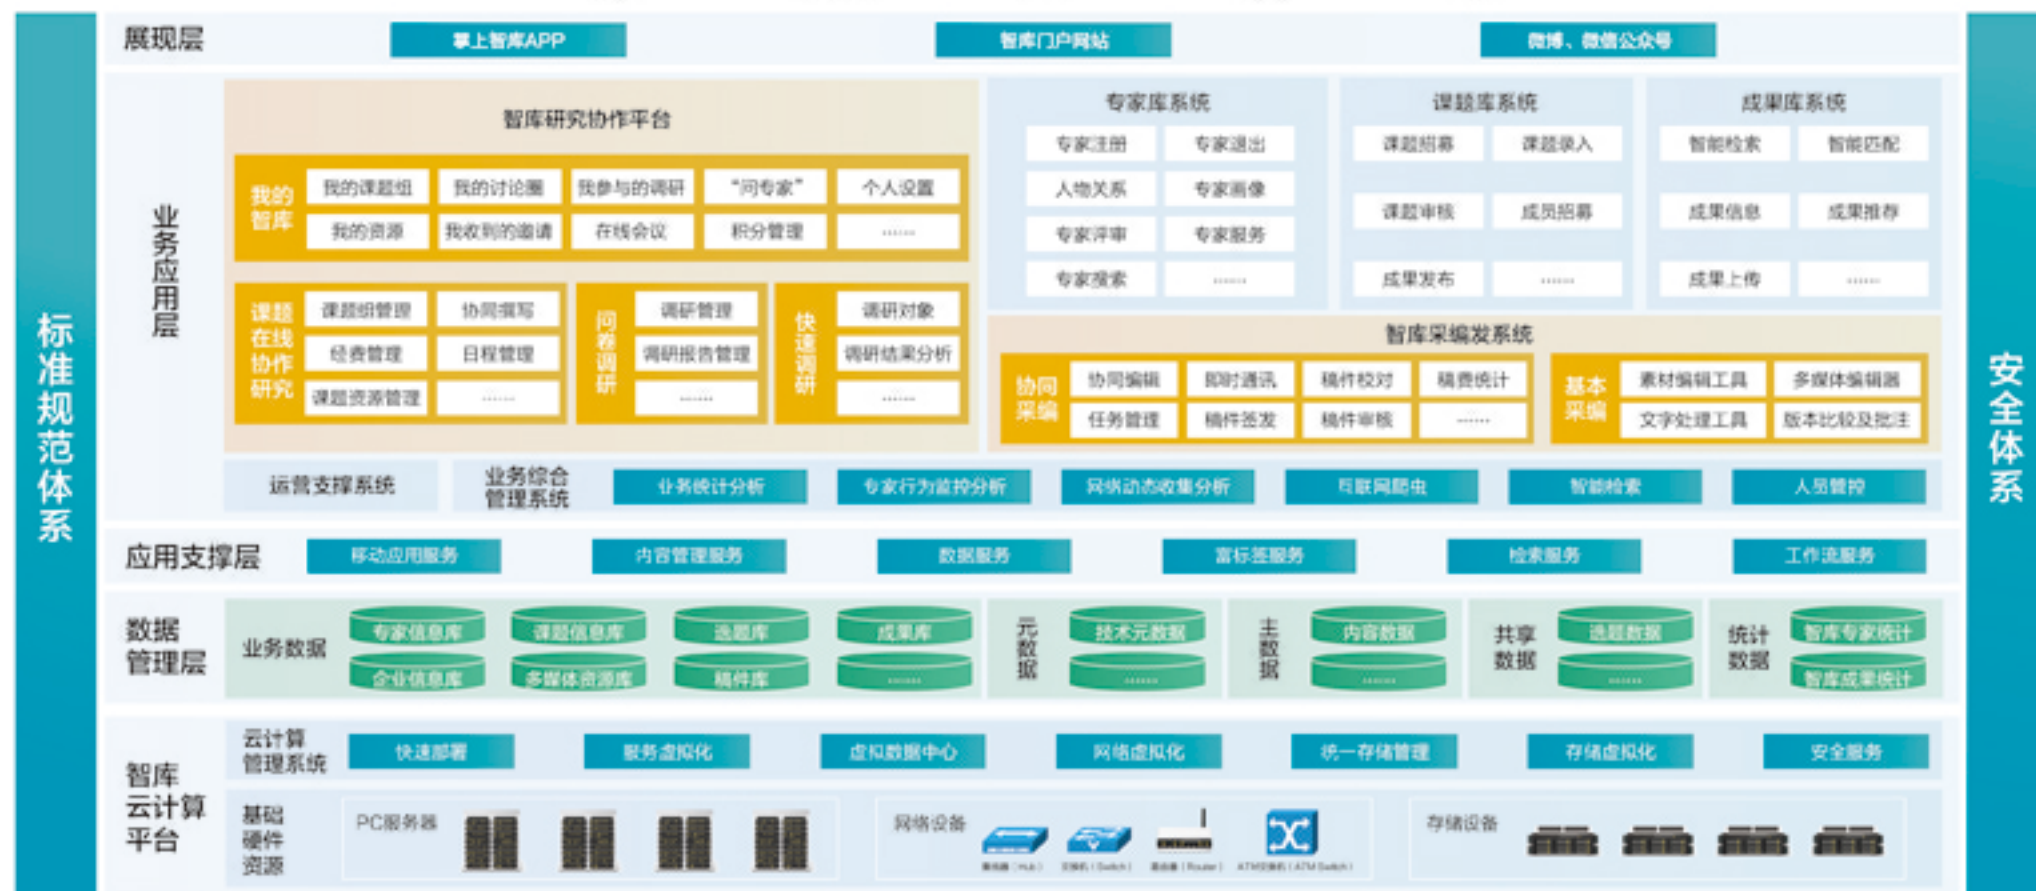 标准规范体系
展现层
掌上智库APP
智库门户网站
微博、微信公众号
业务应用层
智库研究协作平台
我的智库
我的课题组
我的讨论圈
我参与的调研
“问专家”
个人设置
我的资源
我收到的邀请
在线会议
积分管理
……
课题在线协作研究
课题组管理
协同撰写
经费管理
日程管理
课题资源管理
……
问卷调研
调研管理
调研报告管理
……
快速调研
调研对象
调研结果分析
……
专家库系统
专家注册
专家退出
人物关系
专家画像
专家评审
专家服务
专家搜索
……
课题库系统
课题招募
课题录入
课题审核
成员招募
成果发布
……
成果库系统
智能检索
智能匹配
成果信息
成果推荐
成果上传
……
智库采编发系统
协同采编
协同编辑
即时通讯
稿件校对
稿费统计
任务管理
稿件签发
稿件审核
……
基本采编
素材编辑工具
多媒体编辑器
文字处理工具
版本比较及批注
运营支撑系统
业务综合
管理系统
业务统计分析
专家行为监控分析
网络动态收集分析
互联网爬虫
智能检索
人员管控
应用支撑层
移动应用服务
内容管理服务
数据服务
富标签服务
检索服务
工作流服务
数据
管理层
业务数据
专家信息库
课题信息库
选题库
成果库
企业信息库
多媒体资源库
稿件库
……
元数据
技术元数据
……
主数据
内容数据
……
共享
数据
选题数据
……
统计
数据
智库专家统计
智库成果统计
智库
云计算
平台
云计算
管理系统
快速部署
服务虚拟化
虚拟数据中心
网络虚拟化
统一存储管理
存储虚拟化
安全服务
基础
硬件
资源
PC服务器
网络设备
集线器（Hub）
交换机（Switch）
路由器（Router）
ATM交换机（ATM Switch）
存储设备
安全体系